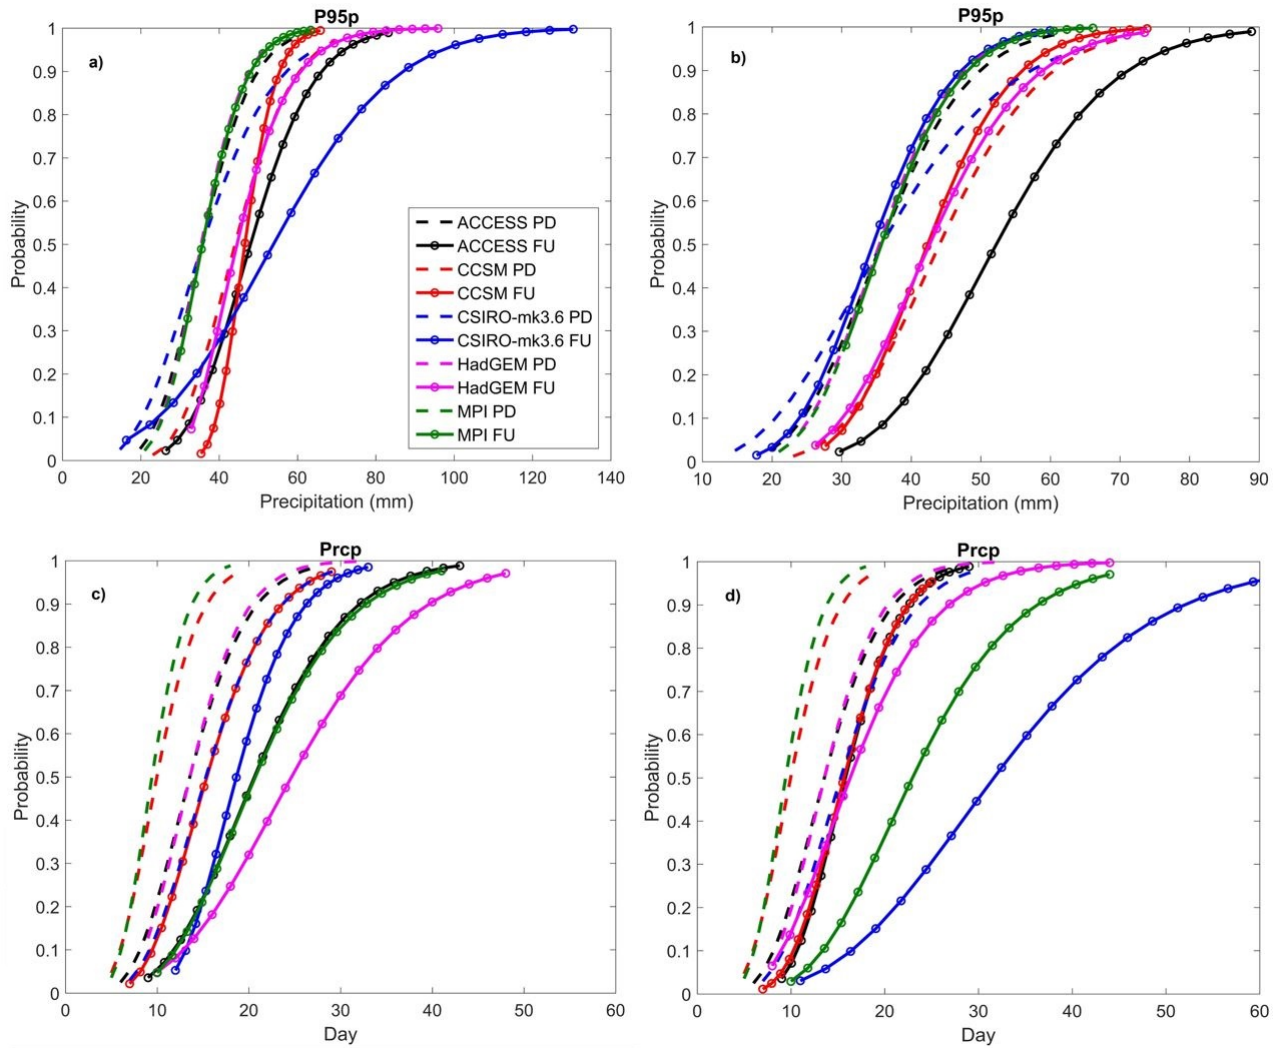 P95p
a)
Probability
1
0.9
0.8
0.7
0.6
0.5
0.4
0.3
0.2
0.1
0
0 20 40 60 80 100 120 140
Precipitation (mm)
ACCESS PD
ACCESS FU
CCSM PD
CCSM FU
CSIRO-mk3.6 PD
CSIRO-mk3.6 FU
HadGEM PD
HadGEM FU
MPI PD
MPI FU
P95p
b)
Probability
1
0.9
0.8
0.7
0.6
0.5
0.4
0.3
0.2
0.1
0
10 20 30 40 50 60 70 80 90
Precipitation (mm)
Prcp
c)
Probability
1
0.9
0.8
0.7
0.6
0.5
0.4
0.3
0.2
0.1
0
0 10 20 30 40 50 60
Day
Prcp
d)
Probability
1
0.9
0.8
0.7
0.6
0.5
0.4
0.3
0.2
0.1
0
0 10 20 30 40 50 60
Day